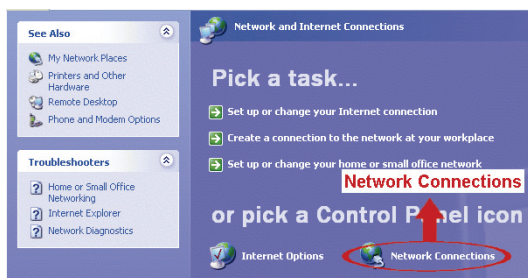 See Also
My Network Places
Printers and Other
Hardware
Remote Desktop
Phone and Modem Options
Troubleshooters
Home or Small Office
Networking
Internet Explorer
Network Diagnostics
Network and Internet Connections
Pick a task...
Set up or change your Internet connection
Create a connection to the network at your workplace
Set up or change your home or small office network
Network Connections
or pick a Control Panel icon
Internet Options
Network Connections